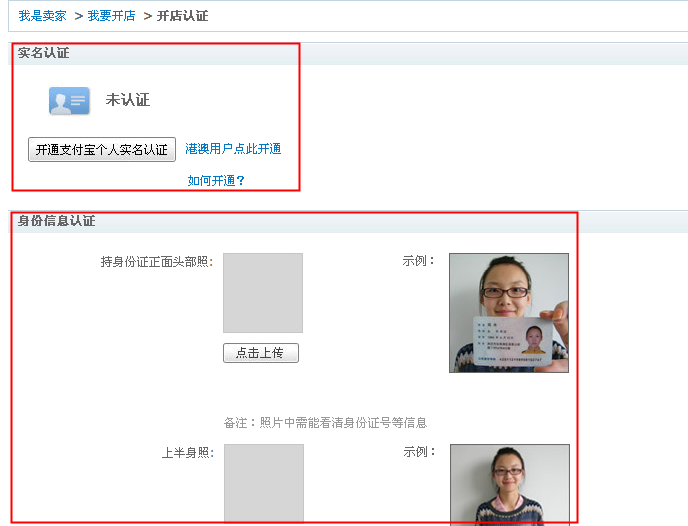 我是卖家 > 我要开店 > 开店认证
实名认证
未认证
开通支付宝个人实名认证 港澳用户点此开通
如何开通？
身份信息认证
持身份证正面头部照: 示例：
点击上传
备注：照片中需能看清身份证号等信息
上半身照: 示例：